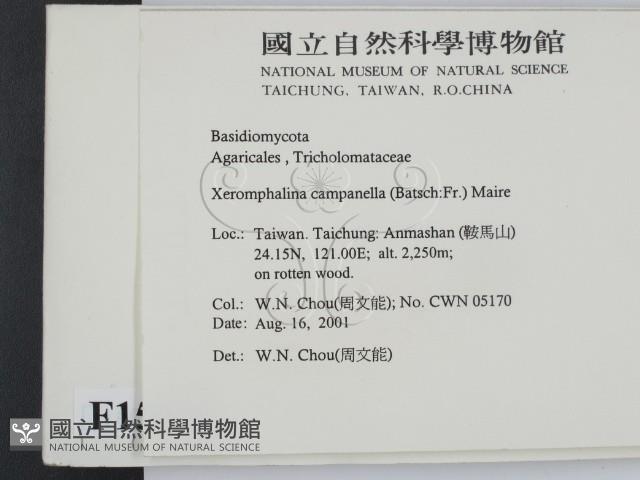 國立自然科學博物館
NATIONAL MUSEUM OF NATURAL SCIENCE
TAICHUNG, TAIWAN, R.O.CHINA
Basidiomycota
Agaricales , Tricholomataceae
Xeromphalina campanella (Batsch:Fr.) Maire
Loc.: Taiwan. Taichung: Anmashan (鞍馬山)
24.15N, 121.00E; alt. 2,250m;
on rotten wood.
Col.: W.N. Chou(周文能); No. CWN 05170
Date: Aug. 16, 2001
Det.: W.N. Chou(周文能)
國立自然科學博物館
NATIONAL MUSEUM OF NATURAL SCIENCE